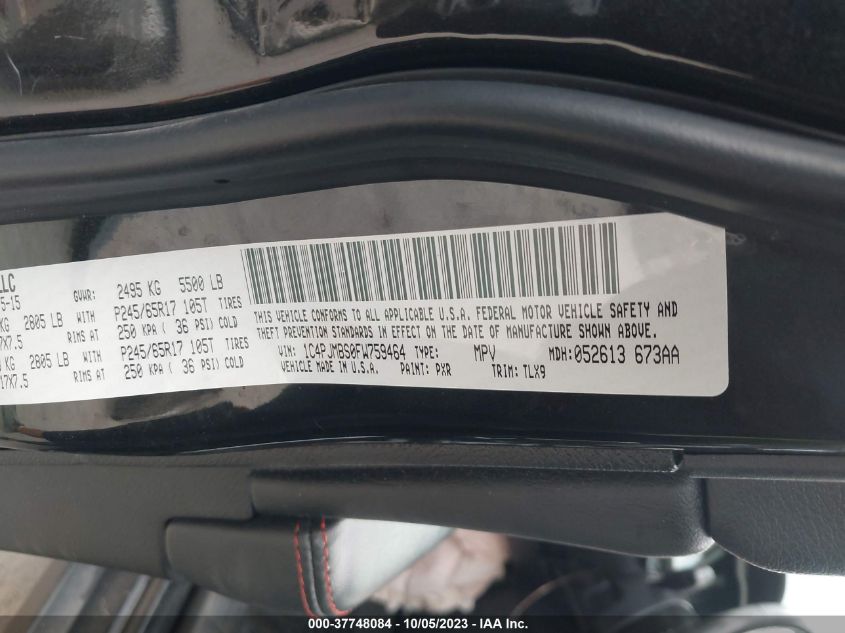 LLC
5-15
GVWR: 2495 KG 5500 LB
KG 2805 LB WITH P245/65R17 105T TIRES
7X7.5 RIMS AT 250 KPA ( 36 PSI) COLD
KG 2805 LB WITH P245/65R17 105T TIRES
17X7.5 RIMS AT 250 KPA ( 36 PSI) COLD
THIS VEHICLE CONFORMS TO ALL APPLICABLE U.S.A. FEDERAL MOTOR VEHICLE SAFETY AND
THEFT PREVENTION STANDARDS IN EFFECT ON THE DATE OF MANUFACTURE SHOWN ABOVE.
VIN: 1C4PJMBS0FW759464 TYPE: MPV MDH: 052613 673AA
VEHICLE MADE IN U.S.A. PAINT: PXR TRIM: TLX9
000-37748084 - 10/05/2023 - IAA Inc.